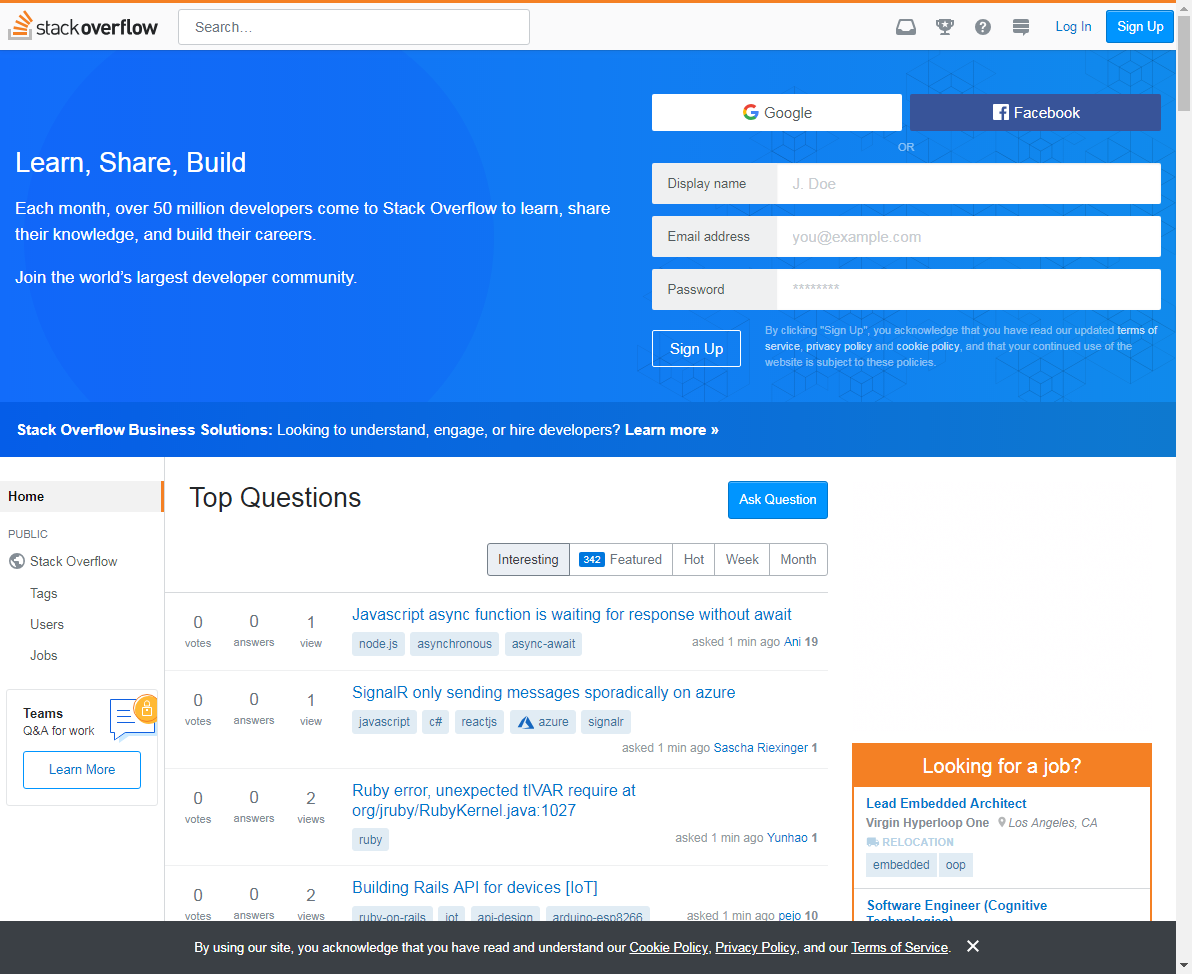 stackoverflow
Search…
Log In
Sign Up
Google
Facebook
OR
Learn, Share, Build
Each month, over 50 million developers come to Stack Overflow to learn, share
their knowledge, and build their careers.
Join the world’s largest developer community.
Display name
J. Doe
Email address
you@example.com
Password
********
Sign Up
By clicking "Sign Up", you acknowledge that you have read our updated terms of
service, privacy policy and cookie policy, and that your continued use of the
website is subject to these policies.
Stack Overflow Business Solutions: Looking to understand, engage, or hire developers? Learn more »
Home
PUBLIC
Stack Overflow
Tags
Users
Jobs
Teams
Q&A for work
Learn More
Top Questions
Ask Question
Interesting
342 Featured
Hot
Week
Month
0 votes
0 answers
1 view
Javascript async function is waiting for response without await
node.js asynchronous async-await
asked 1 min ago Ani 19
0 votes
0 answers
1 view
SignalR only sending messages sporadically on azure
javascript c# reactjs azure signalr
asked 1 min ago Sascha Riexinger 1
0 votes
0 answers
2 views
Ruby error, unexpected tIVAR require at
org/jruby/RubyKernel.java:1027
ruby
asked 1 min ago Yunhao 1
0 votes
0 answers
2 views
Building Rails API for devices [IoT]
ruby-on-rails iot api-design arduino-esp8266
asked 1 min ago pejo 10
Looking for a job?
Lead Embedded Architect
Virgin Hyperloop One Los Angeles, CA
RELOCATION
embedded oop
Software Engineer (Cognitive
Technologies)
By using our site, you acknowledge that you have read and understand our Cookie Policy, Privacy Policy, and our Terms of Service.